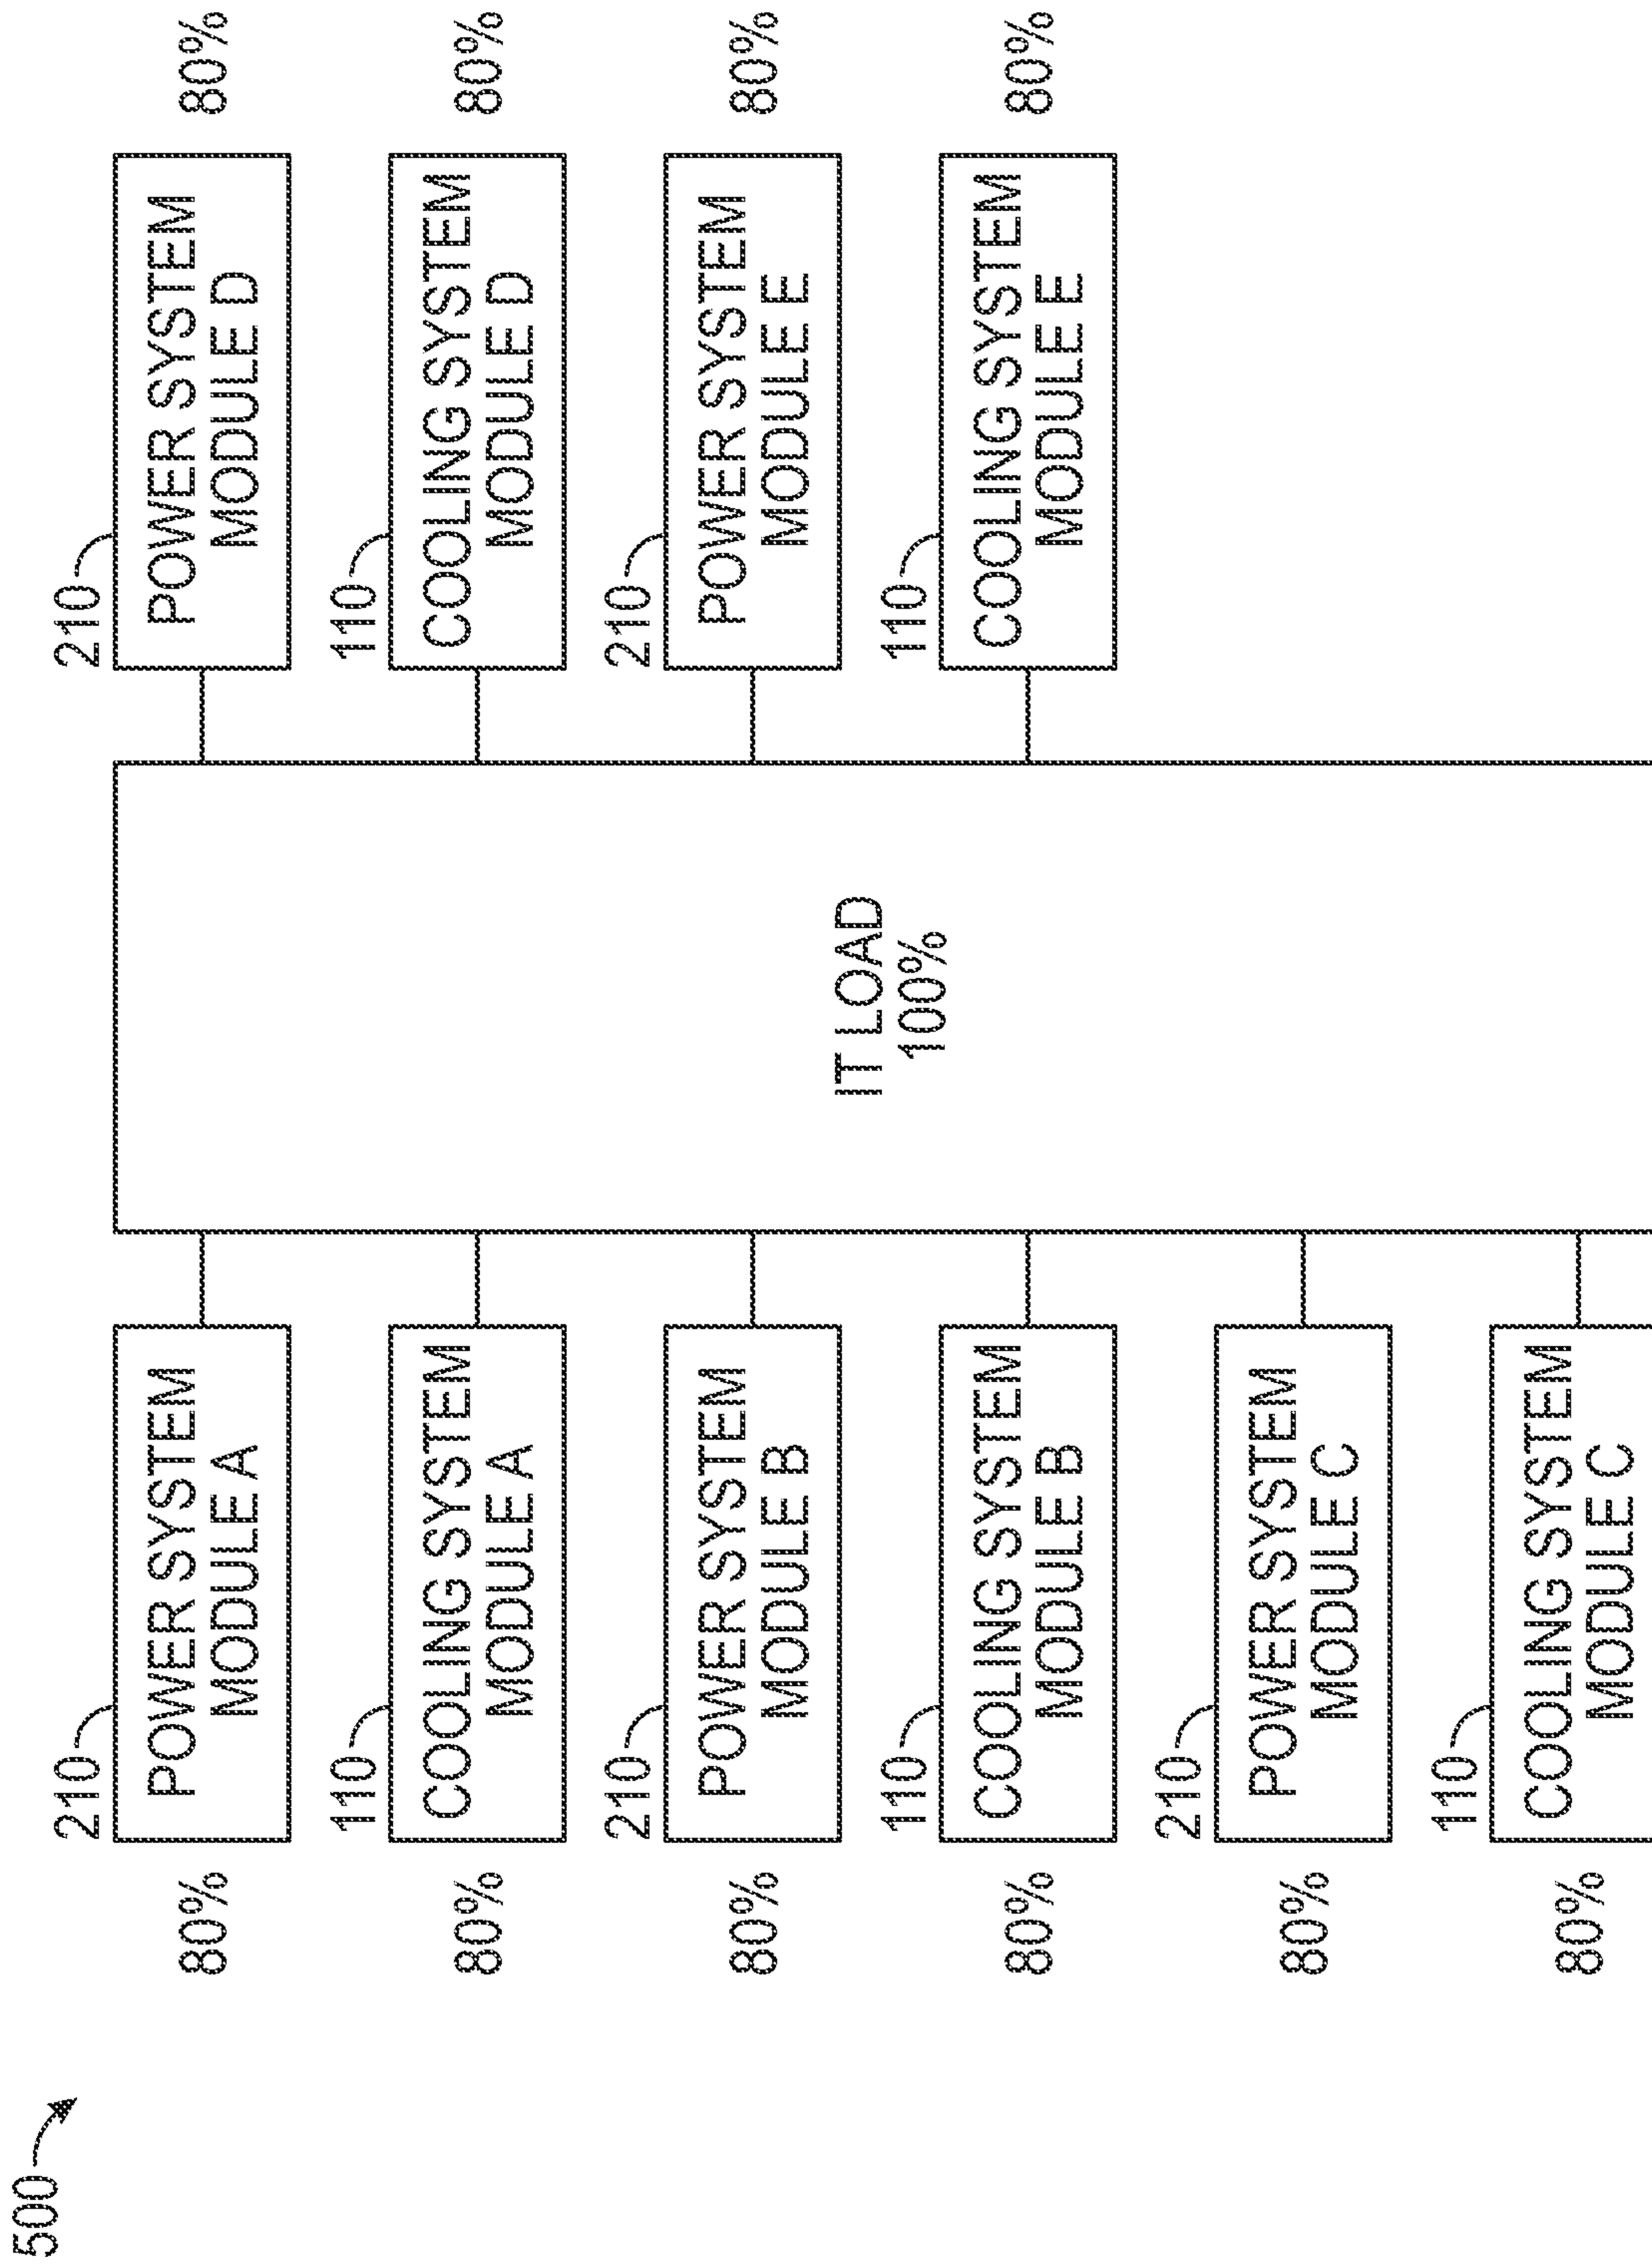 500
210
80%
POWER SYSTEM
MODULE A
110
80%
COOLING SYSTEM
MODULE A
210
80%
POWER SYSTEM
MODULE B
110
80%
COOLING SYSTEM
MODULE B
210
80%
POWER SYSTEM
MODULE C
110
80%
COOLING SYSTEM
MODULE C
IT LOAD
100%
210
POWER SYSTEM
MODULE D
80%
110
COOLING SYSTEM
MODULE D
80%
210
POWER SYSTEM
MODULE E
80%
110
COOLING SYSTEM
MODULE E
80%